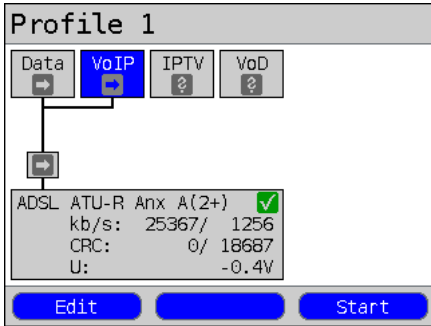 Profile 1
Data VoIP IPTV VoD
? ?
ADSL ATU-R Anx A(2+)
kb/s: 25367/ 1256
CRC: 0/ 18687
U: -0.4V
Edit Start